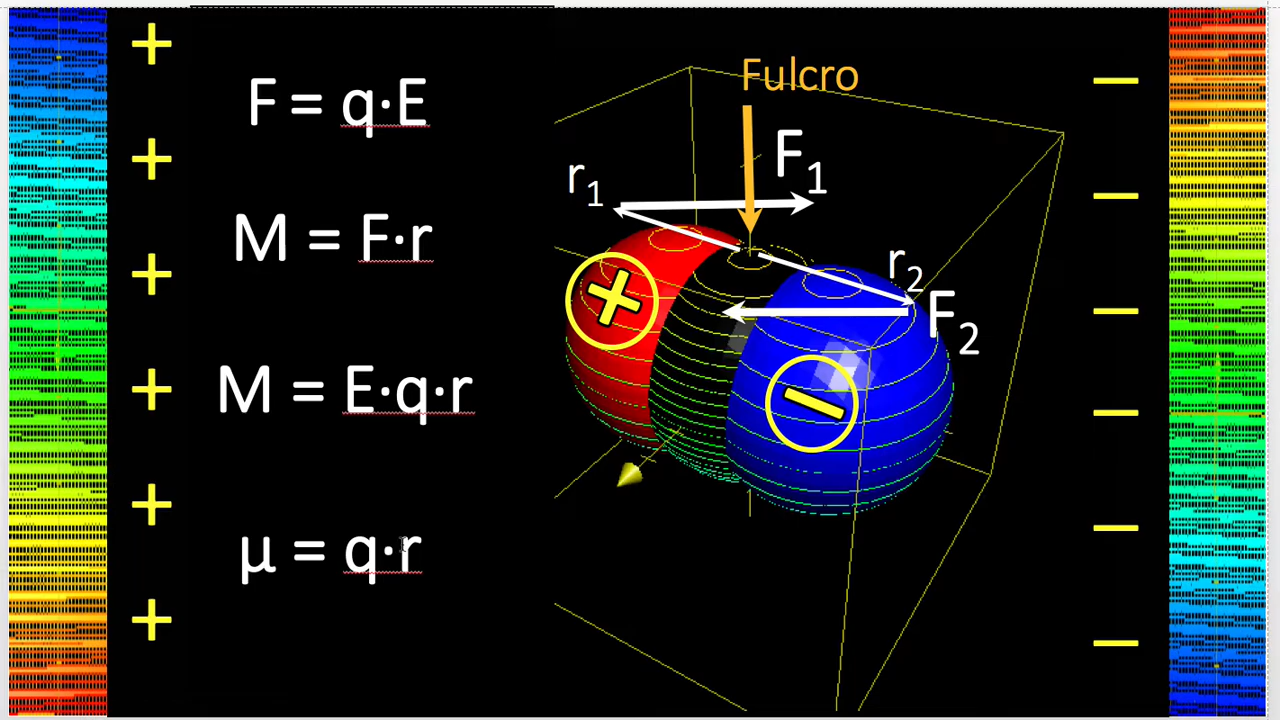 F = q·E
M = F·r
M = E·q·r
µ = q·r
Fulcro
F₁
r₁
r₂
F₂
+
−
+
+
+
+
+
+
−
−
−
−
−
−